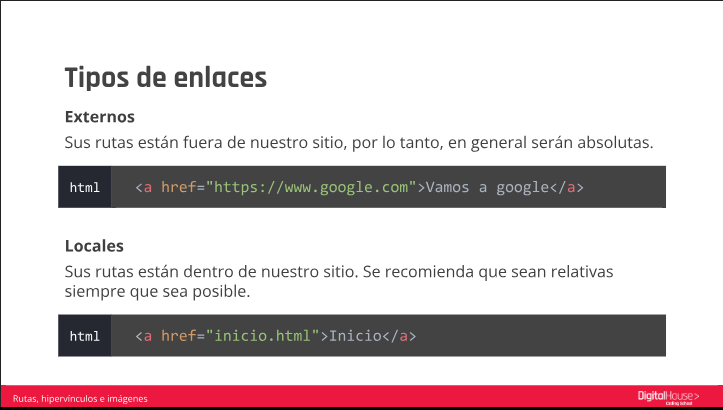 Tipos de enlaces
Externos
Sus rutas están fuera de nuestro sitio, por lo tanto, en general serán absolutas.
html <a href="https://www.google.com">Vamos a google</a>
Locales
Sus rutas están dentro de nuestro sitio. Se recomienda que sean relativas
siempre que sea posible.
html <a href="inicio.html">Inicio</a>
Rutas, hipervínculos e imágenes
DigitalHouse>
Coding School